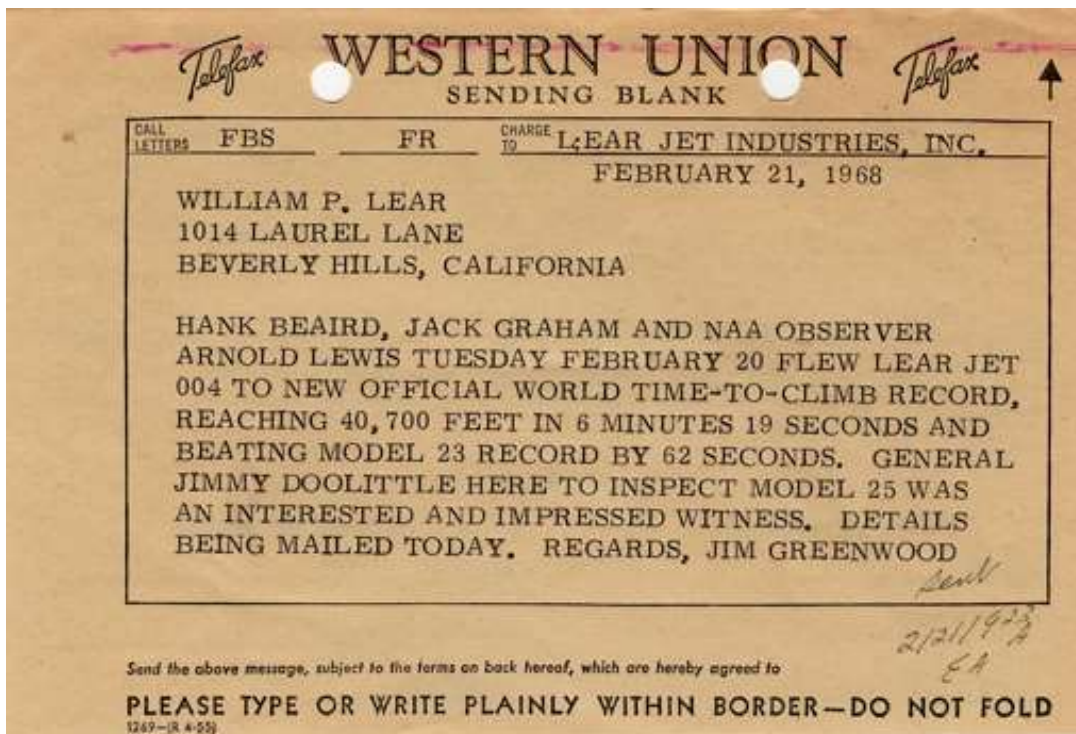 Telefax WESTERN UNION Telefax
SENDING BLANK
CALL LETTERS FBS FR CHARGE TO L;EAR JET INDUSTRIES, INC.
FEBRUARY 21, 1968
WILLIAM P. LEAR
1014 LAUREL LANE
BEVERLY HILLS, CALIFORNIA
HANK BEAIRD, JACK GRAHAM AND NAA OBSERVER
ARNOLD LEWIS TUESDAY FEBRUARY 20 FLEW LEAR JET
004 TO NEW OFFICIAL WORLD TIME-TO-CLIMB RECORD,
REACHING 40,700 FEET IN 6 MINUTES 19 SECONDS AND
BEATING MODEL 23 RECORD BY 62 SECONDS. GENERAL
JIMMY DOOLITTLE HERE TO INSPECT MODEL 25 WAS
AN INTERESTED AND IMPRESSED WITNESS. DETAILS
BEING MAILED TODAY. REGARDS, JIM GREENWOOD
sent
Send the above message, subject to the terms on back hereof, which are hereby agreed to
PLEASE TYPE OR WRITE PLAINLY WITHIN BORDER—DO NOT FOLD
1269—(R 4-55)